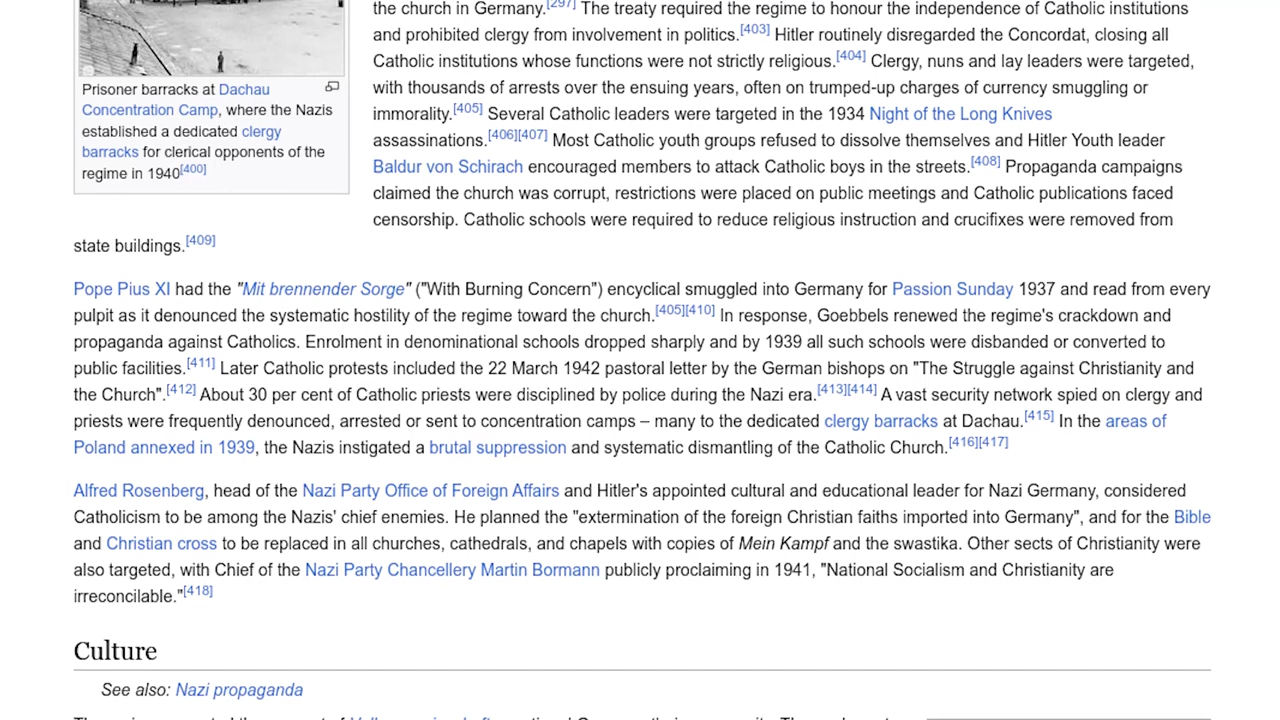 the church in Germany.[297] The treaty required the regime to honour the independence of Catholic institutions
and prohibited clergy from involvement in politics.[403] Hitler routinely disregarded the Concordat, closing all
Catholic institutions whose functions were not strictly religious.[404] Clergy, nuns and lay leaders were targeted,
with thousands of arrests over the ensuing years, often on trumped-up charges of currency smuggling or
immorality.[405] Several Catholic leaders were targeted in the 1934 Night of the Long Knives
assassinations.[406][407] Most Catholic youth groups refused to dissolve themselves and Hitler Youth leader
Baldur von Schirach encouraged members to attack Catholic boys in the streets.[408] Propaganda campaigns
claimed the church was corrupt, restrictions were placed on public meetings and Catholic publications faced
censorship. Catholic schools were required to reduce religious instruction and crucifixes were removed from
state buildings.[409]
Prisoner barracks at Dachau
Concentration Camp, where the Nazis
established a dedicated clergy
barracks for clerical opponents of the
regime in 1940[400]
Pope Pius XI had the "Mit brennender Sorge" ("With Burning Concern") encyclical smuggled into Germany for Passion Sunday 1937 and read from every
pulpit as it denounced the systematic hostility of the regime toward the church.[405][410] In response, Goebbels renewed the regime's crackdown and
propaganda against Catholics. Enrolment in denominational schools dropped sharply and by 1939 all such schools were disbanded or converted to
public facilities.[411] Later Catholic protests included the 22 March 1942 pastoral letter by the German bishops on "The Struggle against Christianity and
the Church".[412] About 30 per cent of Catholic priests were disciplined by police during the Nazi era.[413][414] A vast security network spied on clergy and
priests were frequently denounced, arrested or sent to concentration camps – many to the dedicated clergy barracks at Dachau.[415] In the areas of
Poland annexed in 1939, the Nazis instigated a brutal suppression and systematic dismantling of the Catholic Church.[416][417]
Alfred Rosenberg, head of the Nazi Party Office of Foreign Affairs and Hitler's appointed cultural and educational leader for Nazi Germany, considered
Catholicism to be among the Nazis' chief enemies. He planned the "extermination of the foreign Christian faiths imported into Germany", and for the Bible
and Christian cross to be replaced in all churches, cathedrals, and chapels with copies of Mein Kampf and the swastika. Other sects of Christianity were
also targeted, with Chief of the Nazi Party Chancellery Martin Bormann publicly proclaiming in 1941, "National Socialism and Christianity are
irreconcilable."[418]
Culture
See also: Nazi propaganda